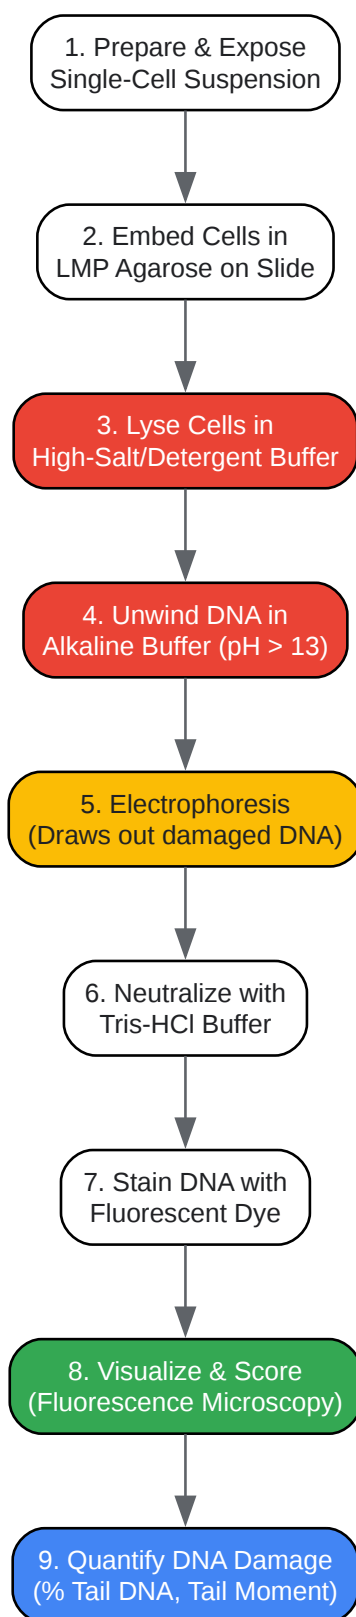 1. Prepare & Expose
Single-Cell Suspension
2. Embed Cells in
LMP Agarose on Slide
3. Lyse Cells in
High-Salt/Detergent Buffer
4. Unwind DNA in
Alkaline Buffer (pH > 13)
5. Electrophoresis
(Draws out damaged DNA)
6. Neutralize with
Tris-HCl Buffer
7. Stain DNA with
Fluorescent Dye
8. Visualize & Score
(Fluorescence Microscopy)
9. Quantify DNA Damage
(% Tail DNA, Tail Moment)